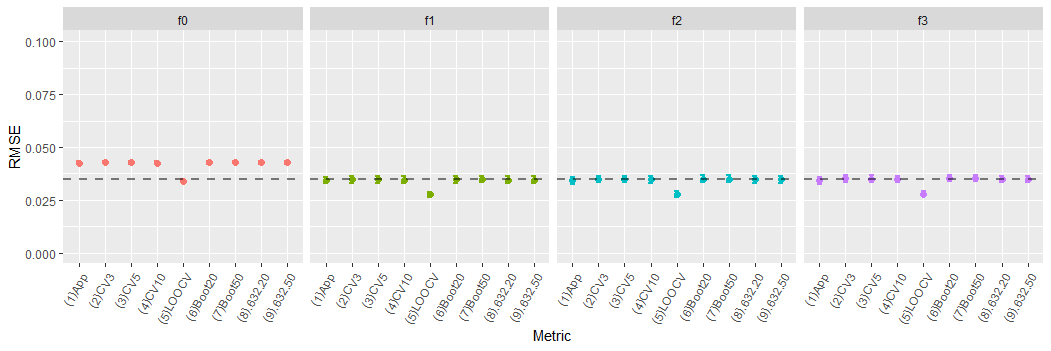 f0 f1 f2 f3
RMSE
0.100
0.075
0.050
0.025
0.000
(1)App (2)CV3 (3)CV5 (4)CV10 (5)LOOCV (6)Boot20 (7)Boot50 (8).632.20 (9).632.50
(1)App (2)CV3 (3)CV5 (4)CV10 (5)LOOCV (6)Boot20 (7)Boot50 (8).632.20 (9).632.50
(1)App (2)CV3 (3)CV5 (4)CV10 (5)LOOCV (6)Boot20 (7)Boot50 (8).632.20 (9).632.50
(1)App (2)CV3 (3)CV5 (4)CV10 (5)LOOCV (6)Boot20 (7)Boot50 (8).632.20 (9).632.50
Metric